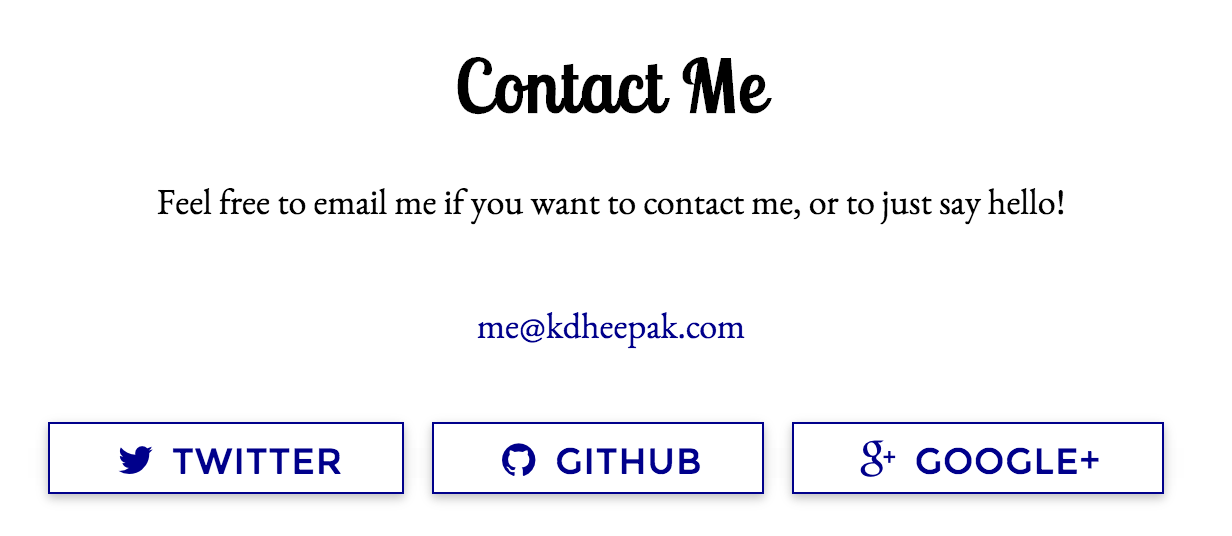 Contact Me
Feel free to email me if you want to contact me, or to just say hello!
me@kdheepak.com
TWITTER GITHUB g+ GOOGLE+